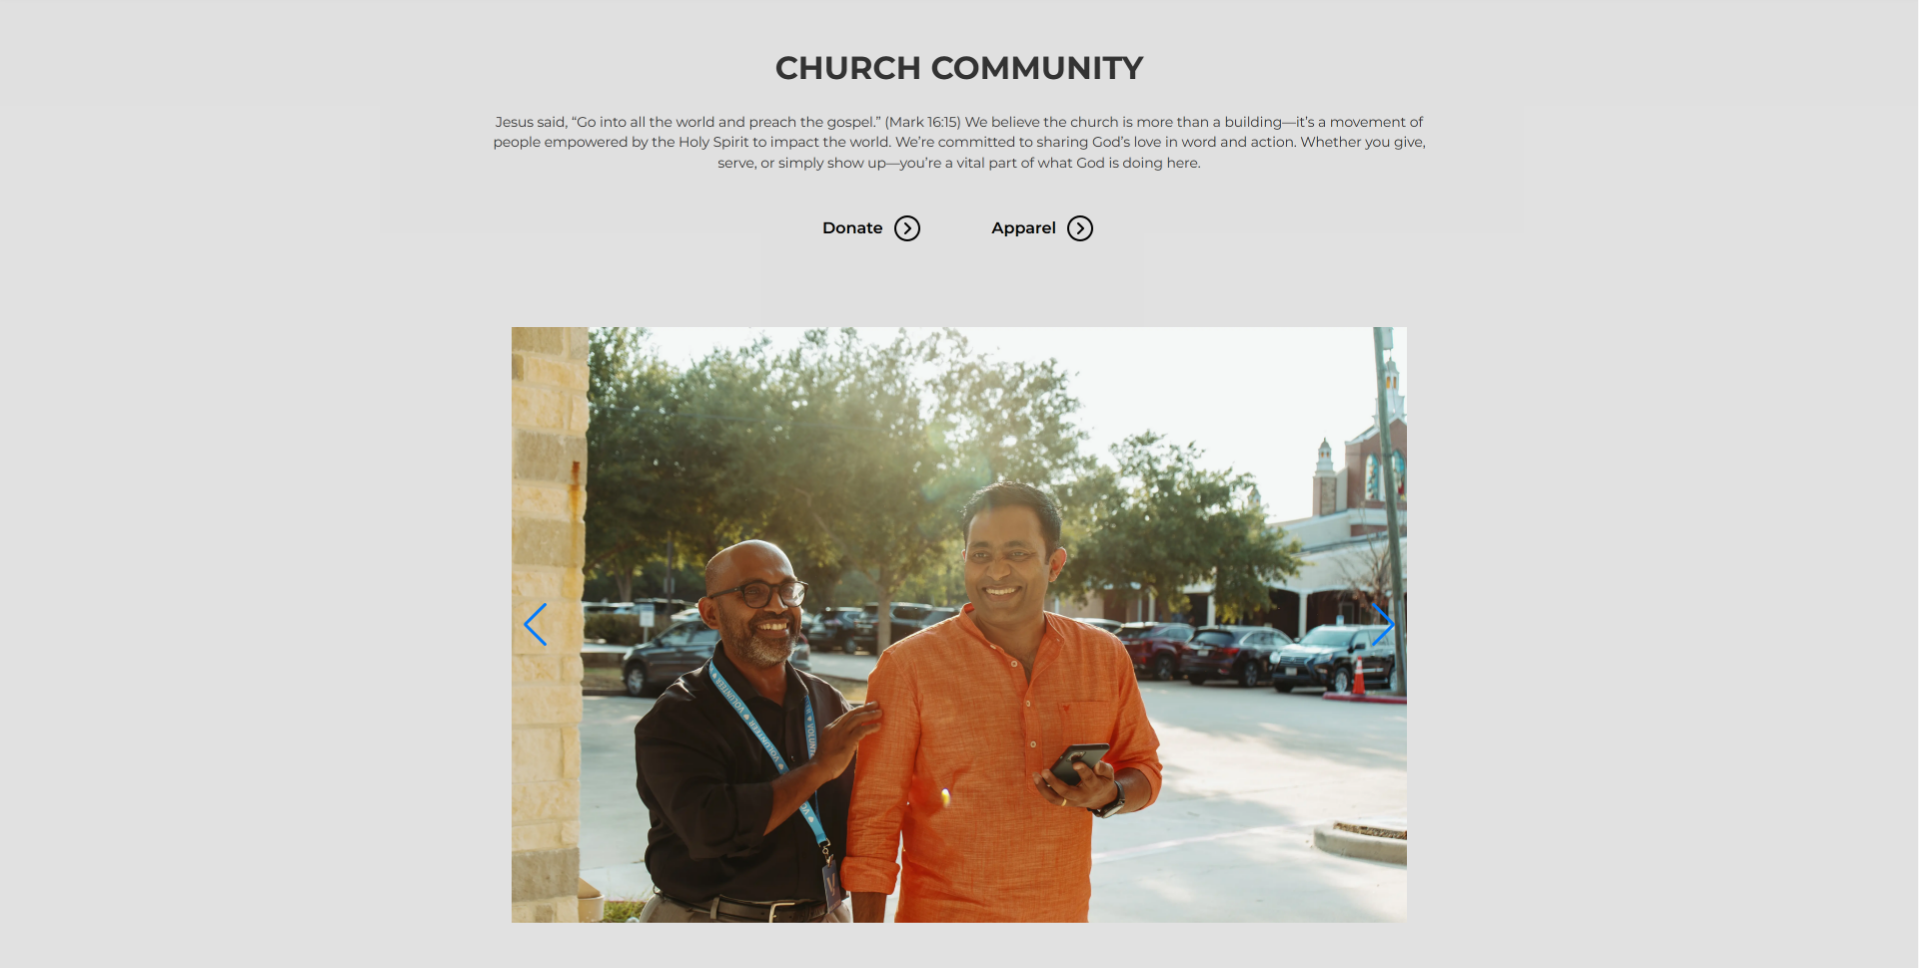 CHURCH COMMUNITY
Jesus said, “Go into all the world and preach the gospel.” (Mark 16:15) We believe the church is more than a building—it’s a movement of
people empowered by the Holy Spirit to impact the world. We’re committed to sharing God’s love in word and action. Whether you give,
serve, or simply show up—you’re a vital part of what God is doing here.
Donate
Apparel
VOLUNTEER
VOLUNTEER